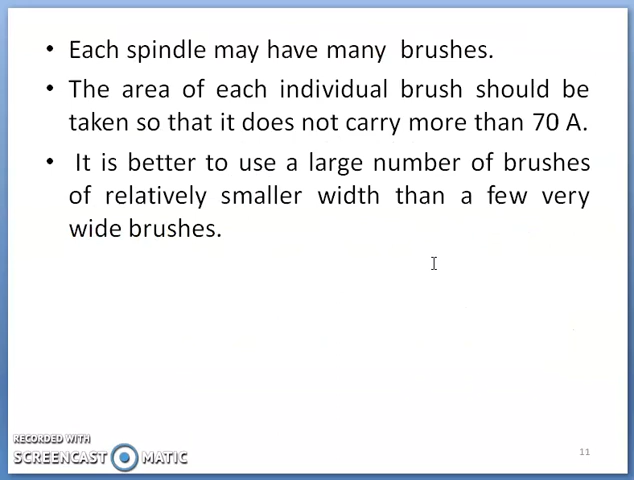 • Each spindle may have many brushes.
• The area of each individual brush should be
taken so that it does not carry more than 70 A.
• It is better to use a large number of brushes
of relatively smaller width than a few very
wide brushes.
RECORDED WITH
SCREENCAST MATIC
11